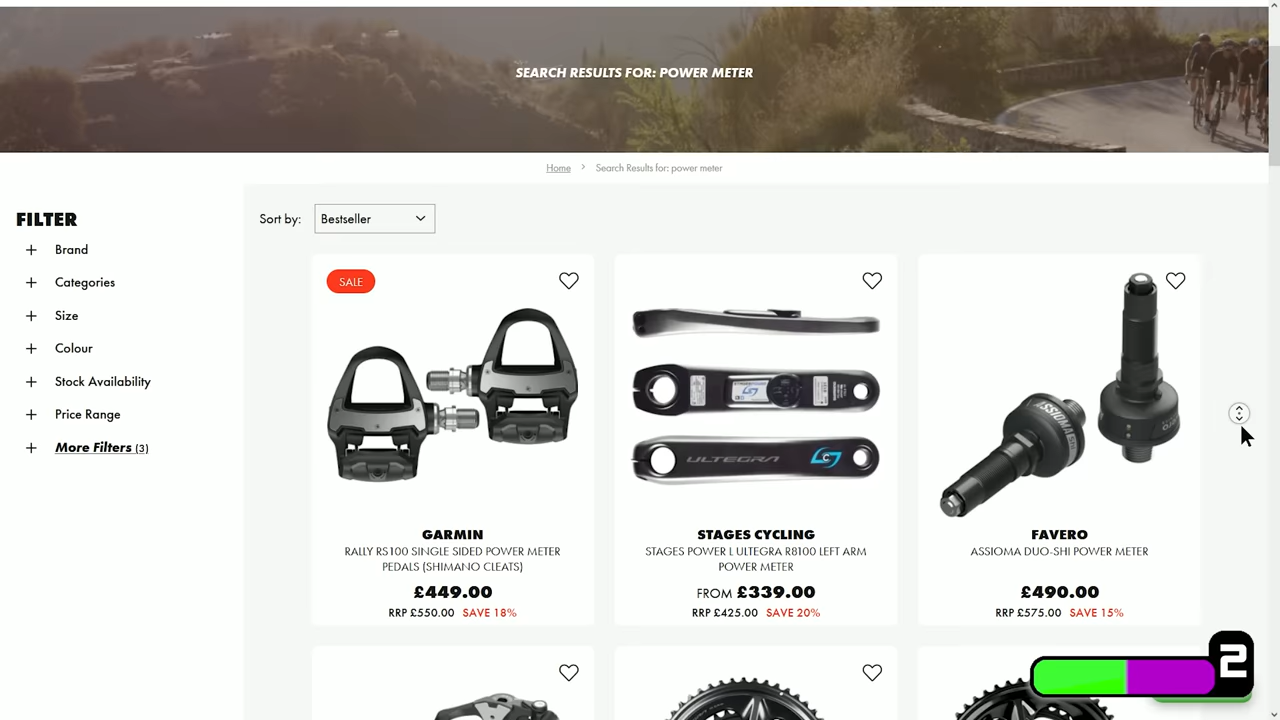 SEARCH RESULTS FOR: POWER METER
Home > Search Results for: power meter
FILTER
Brand
Categories
Size
Colour
Stock Availability
Price Range
More Filters (3)
Sort by: Bestseller
SALE
ULTEGRA
ASSIOMA
GARMIN
RALLY RS100 SINGLE SIDED POWER METER
PEDALS (SHIMANO CLEATS)
£449.00
RRP £550.00 SAVE 18%
STAGES CYCLING
STAGES POWER L ULTEGRA R8100 LEFT ARM
POWER METER
FROM £339.00
RRP £425.00 SAVE 20%
FAVERO
ASSIOMA DUO-SHI POWER METER
£490.00
RRP £575.00 SAVE 15%
2